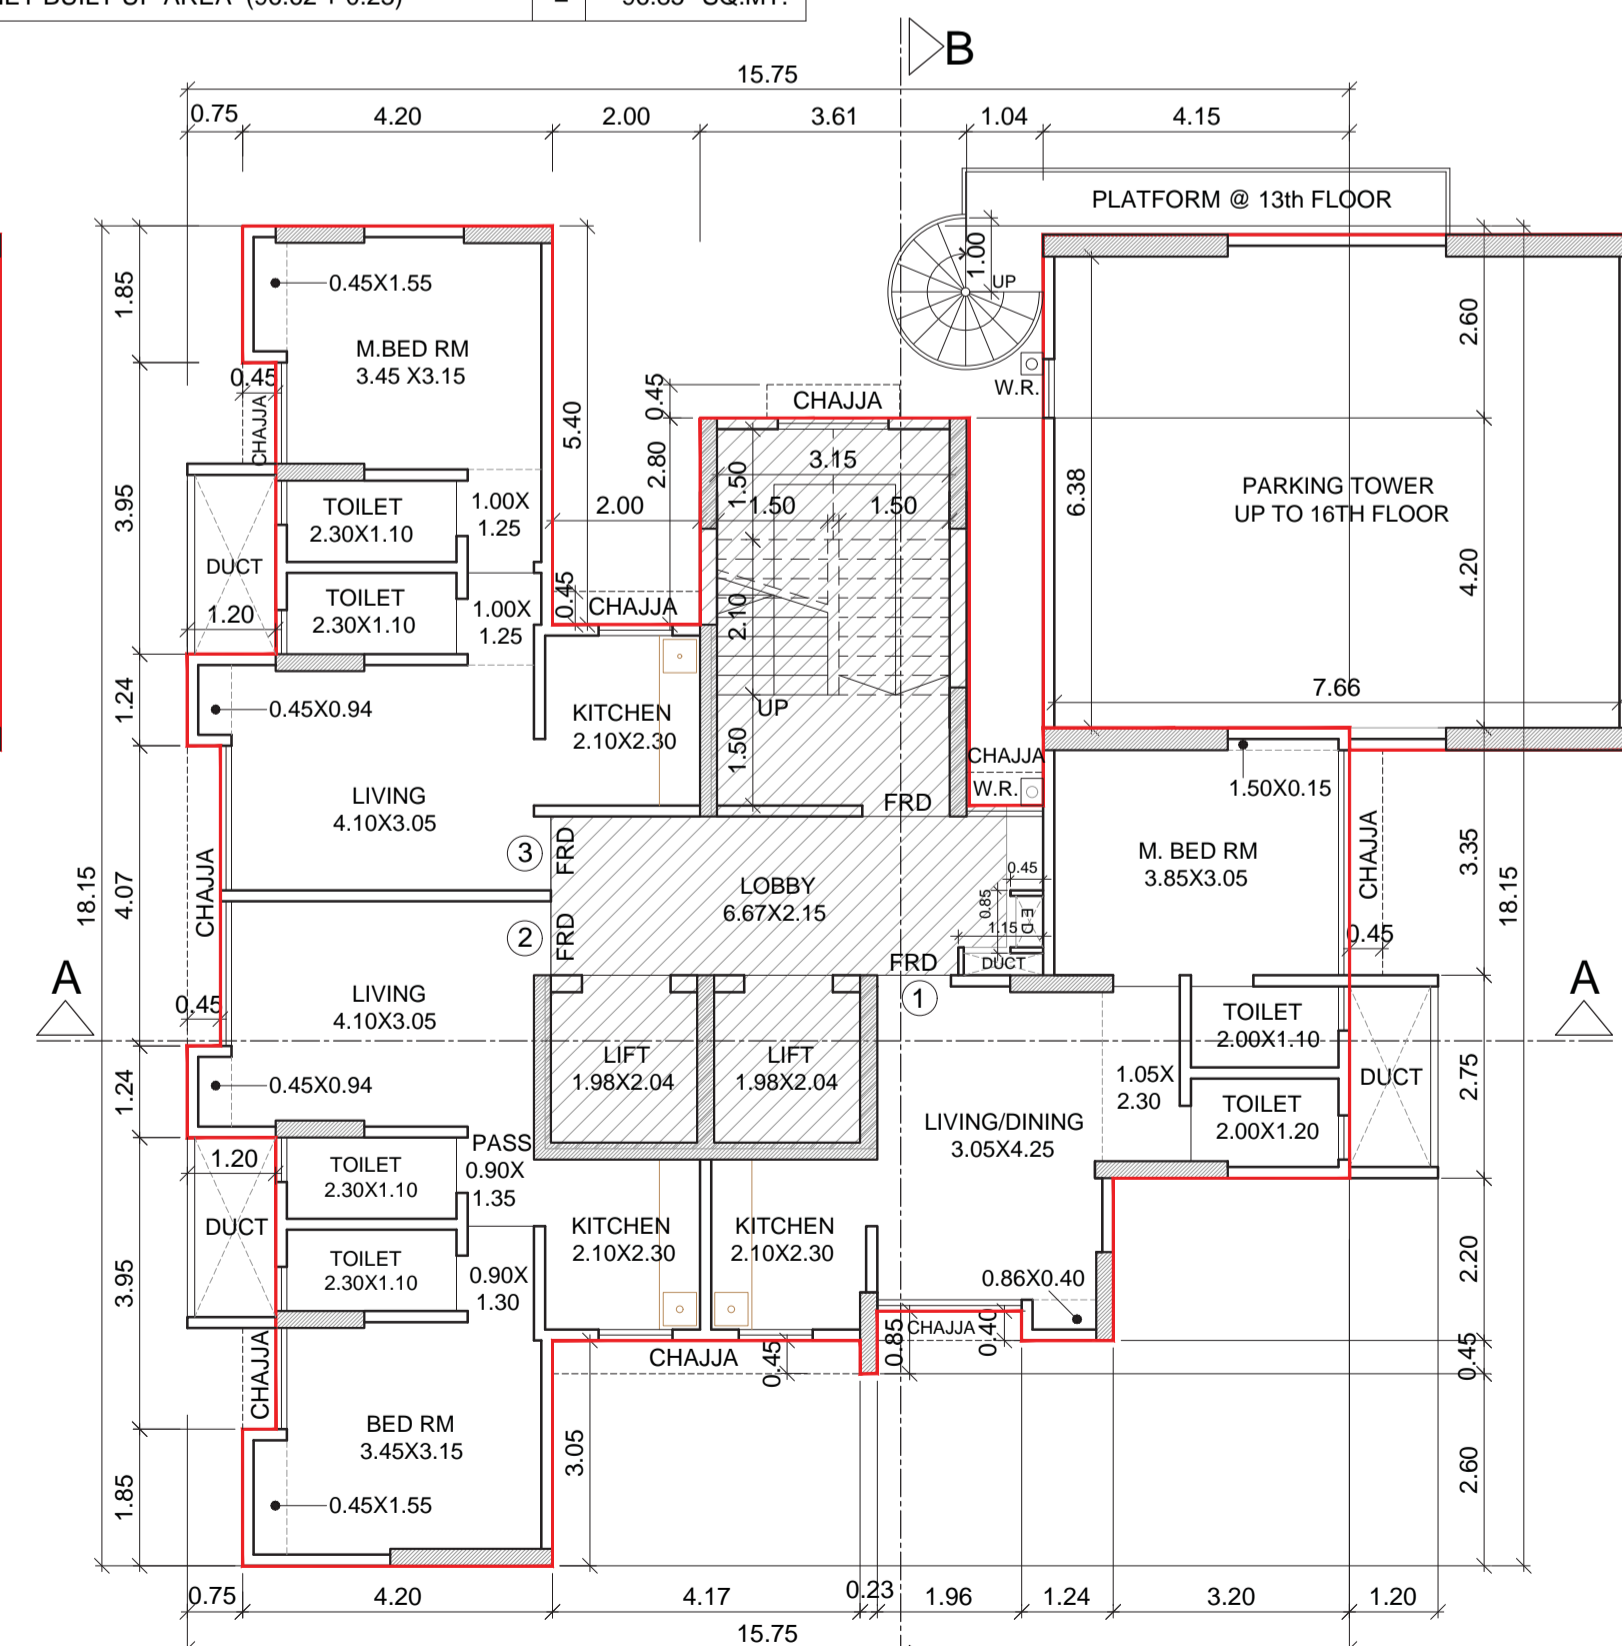 BUILT UP AREA (96.62 + 0.23)
SQ.MT.
B
15.75
0.75
4.20
2.00
3.61
1.04
4.15
PLATFORM @ 13th FLOOR
1.00
UP
W.R.
1.85
0.45X1.55
M.BED RM
3.45 X3.15
0.45
CHAJJA
5.40
0.45
2.80
CHAJJA
2.60
3.15
1.50
1.50
1.50
2.00
6.38
PARKING TOWER
UP TO 16TH FLOOR
3.95
TOILET
2.30X1.10
1.00X
1.25
DUCT
1.20
TOILET
2.30X1.10
1.00X
1.25
0.45
CHAJJA
2.10
4.20
1.24
0.45X0.94
KITCHEN
2.10X2.30
UP
1.50
7.66
CHAJJA
W.R.
1.50X0.15
LIVING
4.10X3.05
FRD
3
FRD
CHAJJA
18.15
4.07
LOBBY
6.67X2.15
0.45
0.85
E D
1.15
DUCT
M. BED RM
3.85X3.05
CHAJJA
0.45
3.35
18.15
2
FRD
FRD
1
A
A
0.45
LIVING
4.10X3.05
LIFT
1.98X2.04
LIFT
1.98X2.04
TOILET
2.00X1.10
1.05X
2.30
TOILET
2.00X1.20
DUCT
2.75
1.24
0.45X0.94
LIVING/DINING
3.05X4.25
1.20
DUCT
TOILET
2.30X1.10
PASS
0.90X
1.35
TOILET
2.30X1.10
0.90X
1.30
KITCHEN
2.10X2.30
KITCHEN
2.10X2.30
0.86X0.40
2.20
3.95
CHAJJA
CHAJJA
0.45
0.85
CHAJJA
0.40
0.45
BED RM
3.45X3.15
3.05
1.85
0.45X1.55
2.60
0.75
4.20
4.17
0.23
1.96
1.24
3.20
1.20
15.75